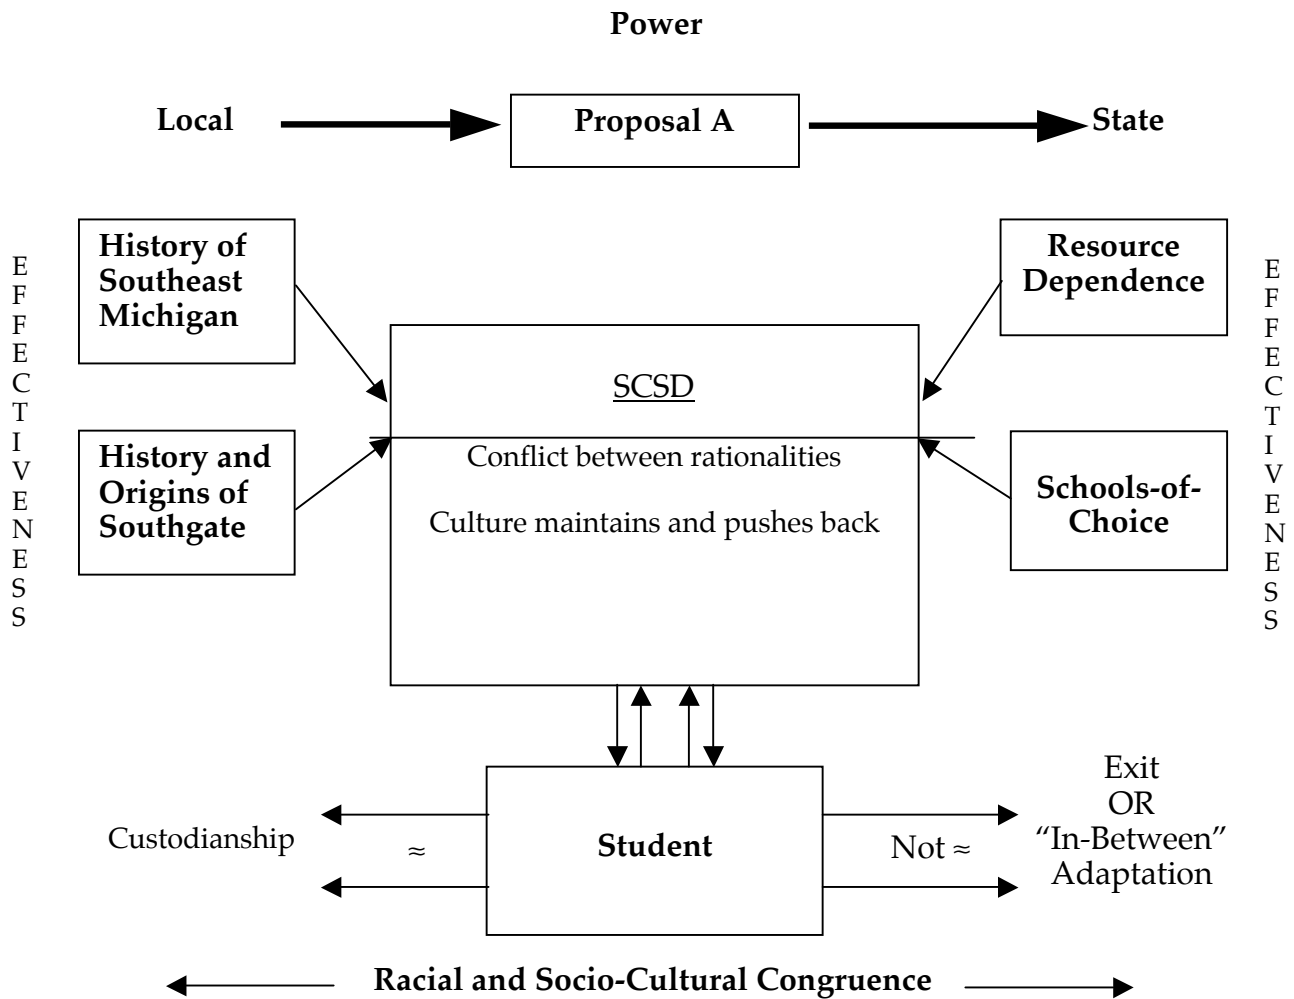 Power
Local
Proposal A
State
EFFECTIVENESS
History of
Southeast
Michigan
Resource
Dependence
EFFECTIVENESS
SCSD
History and
Origins of
Southgate
Conflict between rationalities
Culture maintains and pushes back
Schools-of-
Choice
Custodianship
≈
Student
Not ≈
Exit
OR
“In-Between”
Adaptation
Racial and Socio-Cultural Congruence